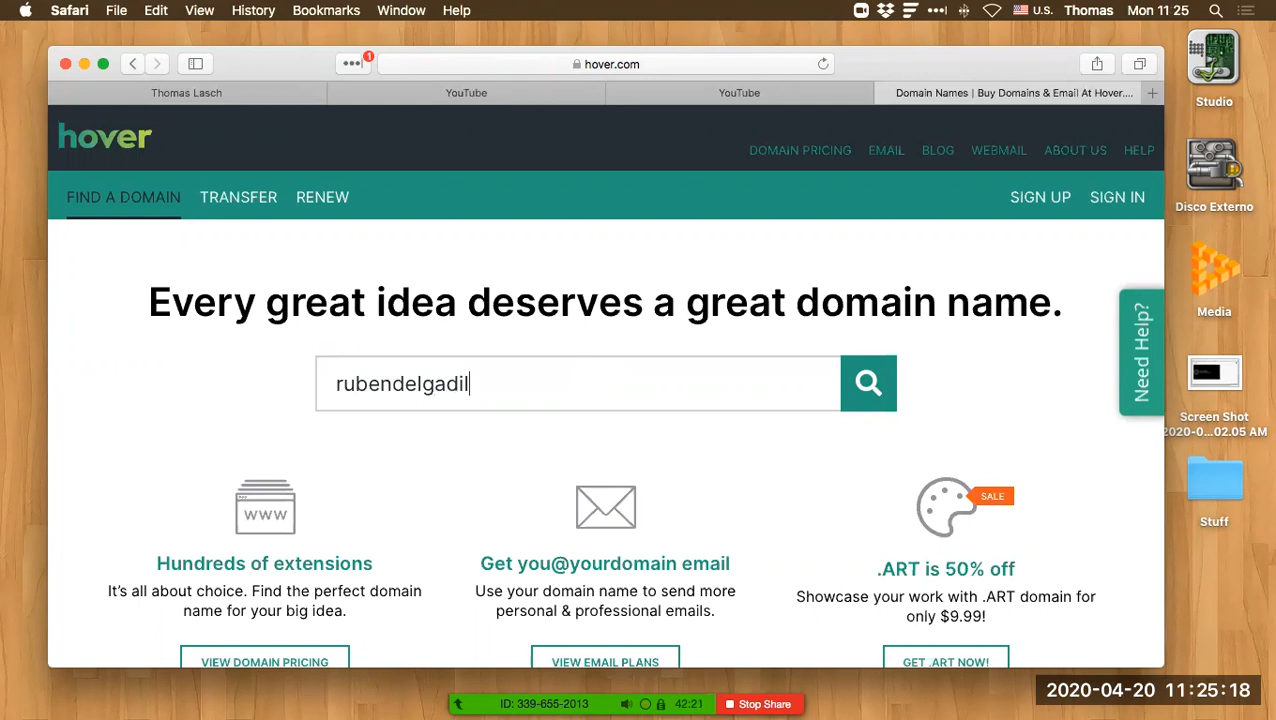 Safari File Edit View History Bookmarks Window Help U.S. Thomas Mon 11 25
1
hover.com
Thomas Lasch YouTube YouTube Domain Names | Buy Domains & Email At Hover....
hover
DOMAIN PRICING EMAIL BLOG WEBMAIL ABOUT US HELP
FIND A DOMAIN TRANSFER RENEW SIGN UP SIGN IN
Every great idea deserves a great domain name.
rubendelgadil
Need Help?
WWW
SALE
Hundreds of extensions
It's all about choice. Find the perfect domain
name for your big idea.
VIEW DOMAIN PRICING
Get you@yourdomain email
Use your domain name to send more
personal & professional emails.
VIEW EMAIL PLANS
.ART is 50% off
Showcase your work with .ART domain for
only $9.99!
GET .ART NOW!
Studio
Disco Externo
Media
Screen Shot
2020-0...02.05 AM
Stuff
ID: 339-655-2013 42:21 Stop Share
2020-04-20 11:25:18